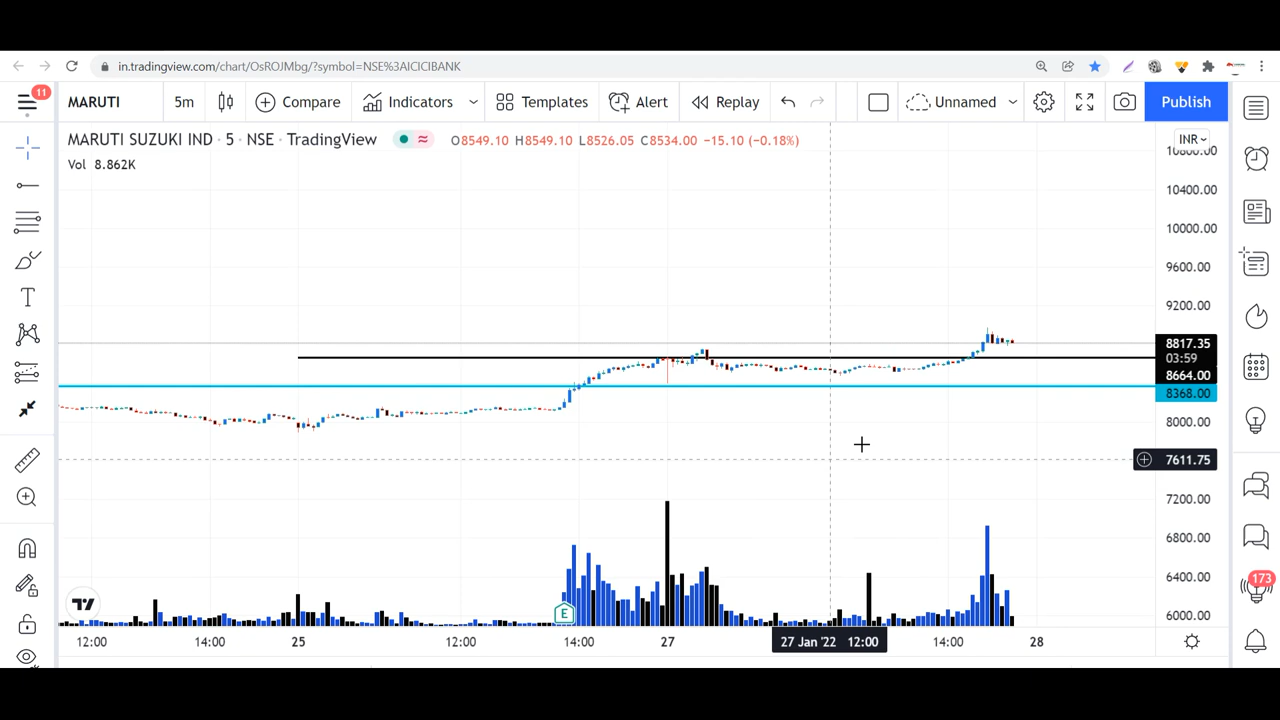 in.tradingview.com/chart/OsROJMbg/?symbol=NSE%3AICICIBANK
11
MARUTI 5m Compare Indicators Templates Alert Replay Unnamed Publish
MARUTI SUZUKI IND · 5 · NSE · TradingView O8549.10 H8549.10 L8526.05 C8534.00 −15.10 (−0.18%)
INR
Vol 8.862K
10800.00
10400.00
10000.00
9600.00
9200.00
8817.35
03:59
8664.00
8368.00
8000.00
7611.75
7200.00
6800.00
6400.00
6000.00
173
E
12:00 14:00 25 12:00 14:00 27 27 Jan '22 12:00 14:00 28